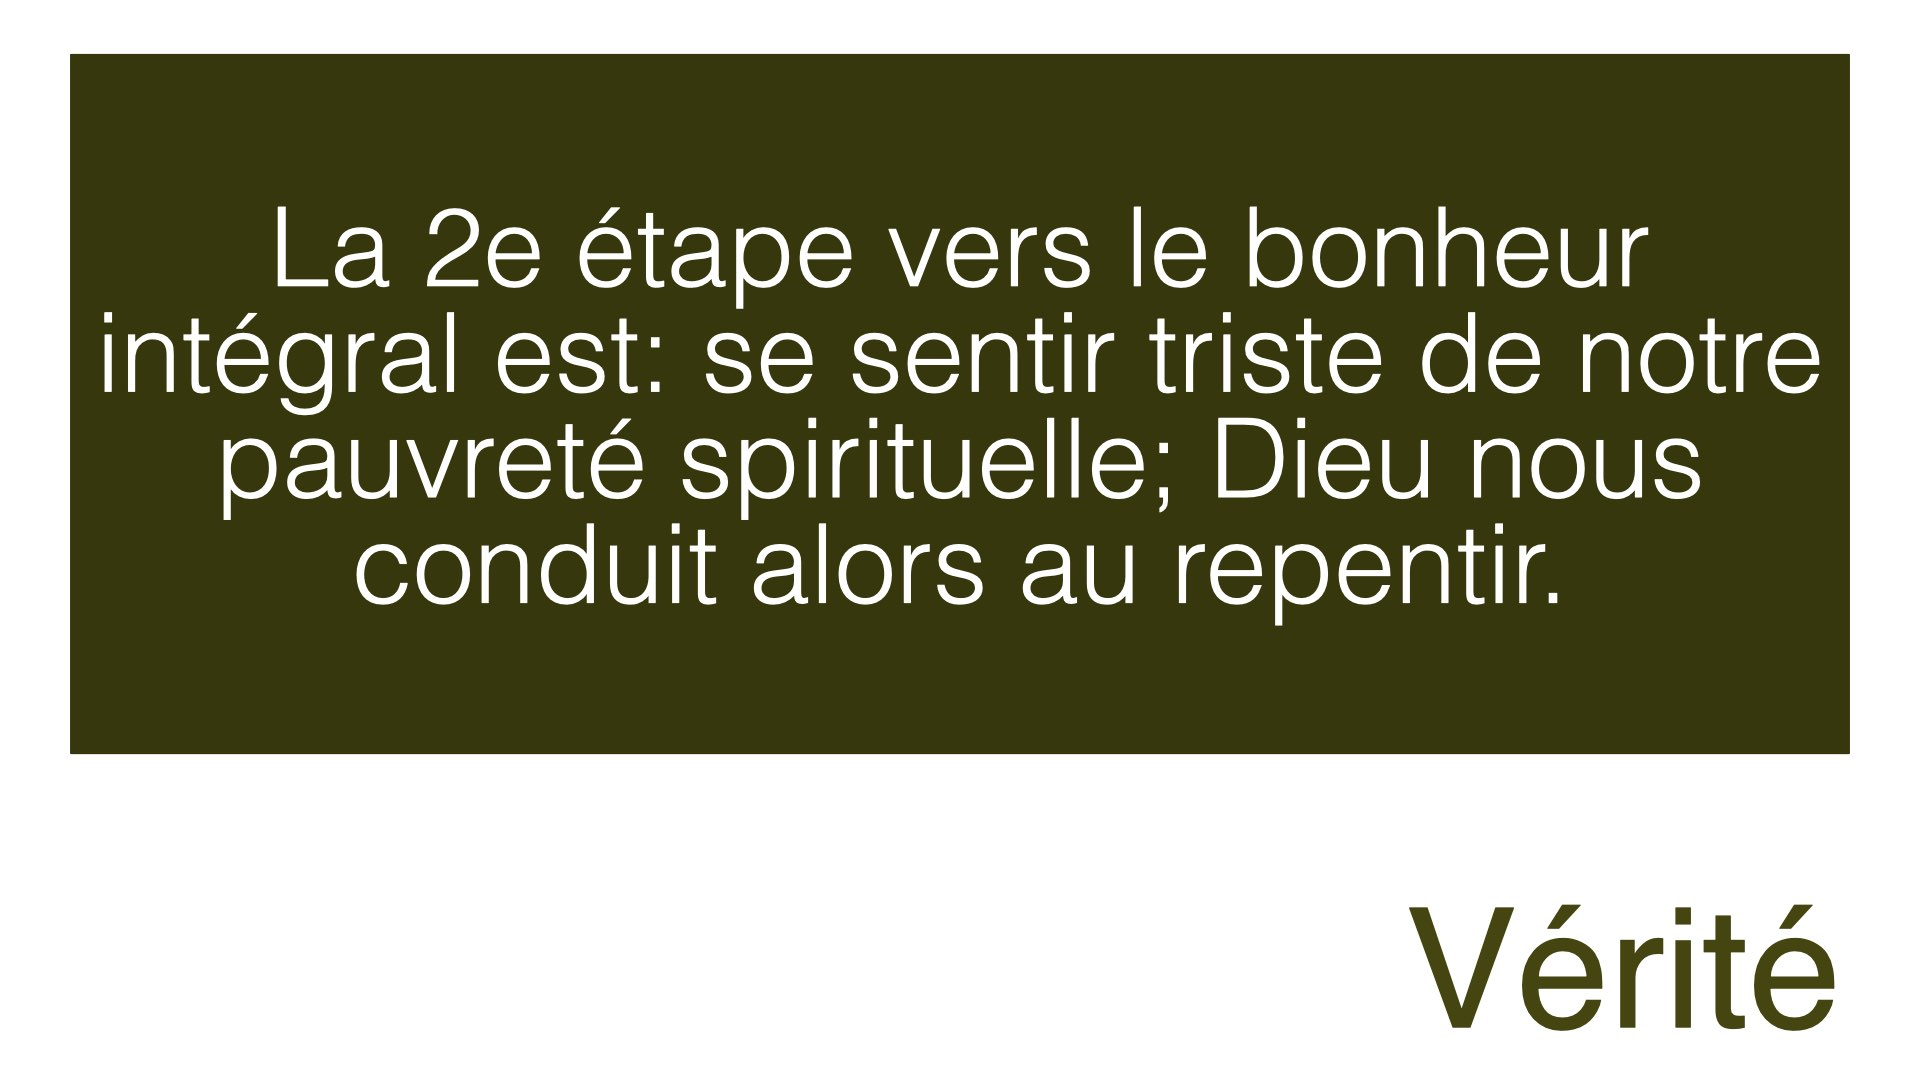 La 2e étape vers le bonheur
intégral est: se sentir triste de notre
pauvreté spirituelle; Dieu nous
conduit alors au repentir.
Vérité